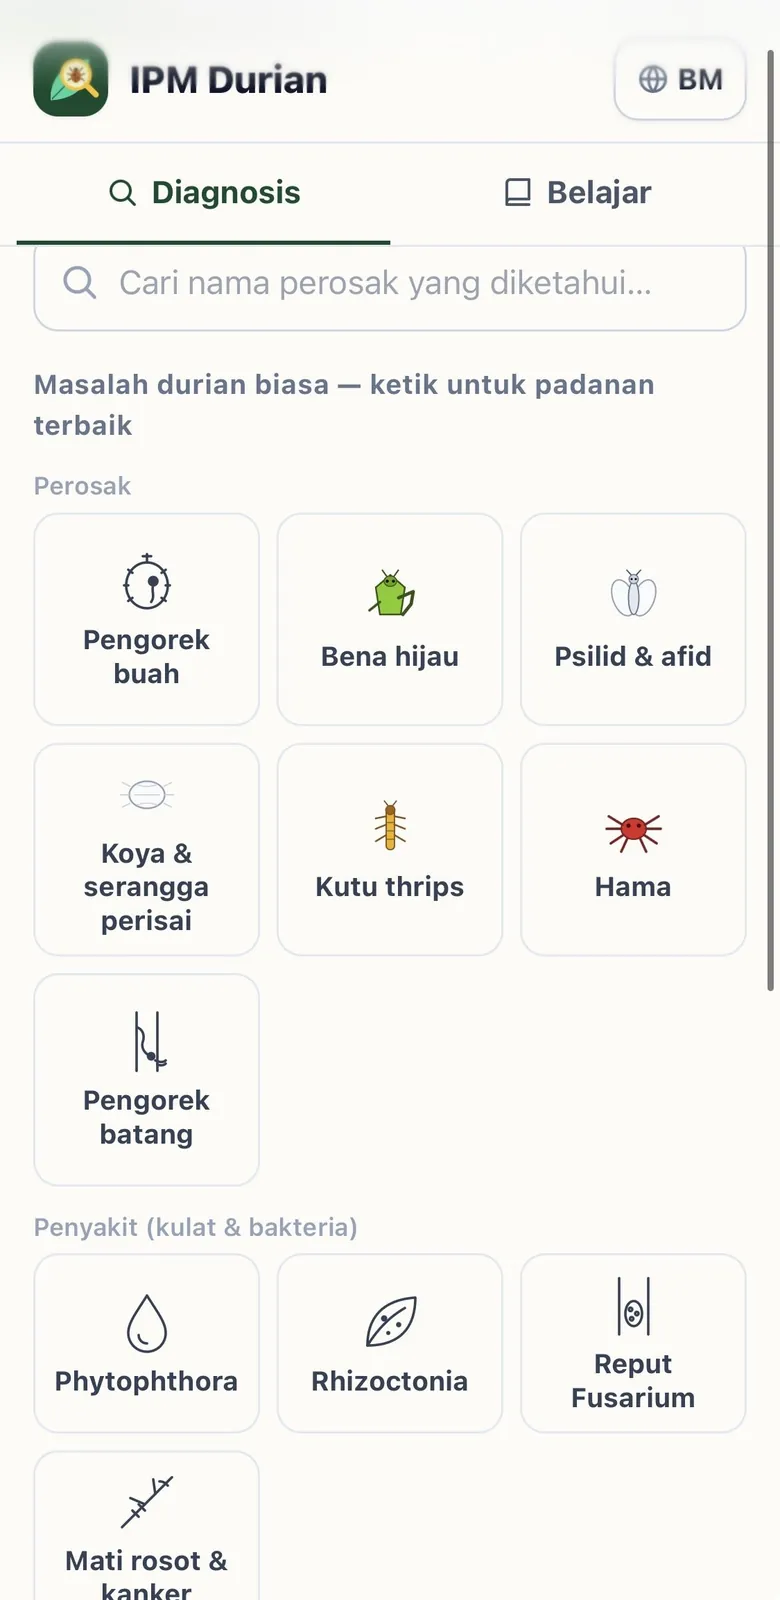 IPM Durian
BM
Diagnosis
Belajar
Cari nama perosak yang diketahui...
Masalah durian biasa — ketik untuk padanan
terbaik
Perosak
Pengorek
buah
Bena hijau
Psilid & afid
Koya &
serangga
perisai
Kutu thrips
Hama
Pengorek
batang
Penyakit (kulat & bakteria)
Phytophthora
Rhizoctonia
Reput
Fusarium
Mati rosot &
kanker